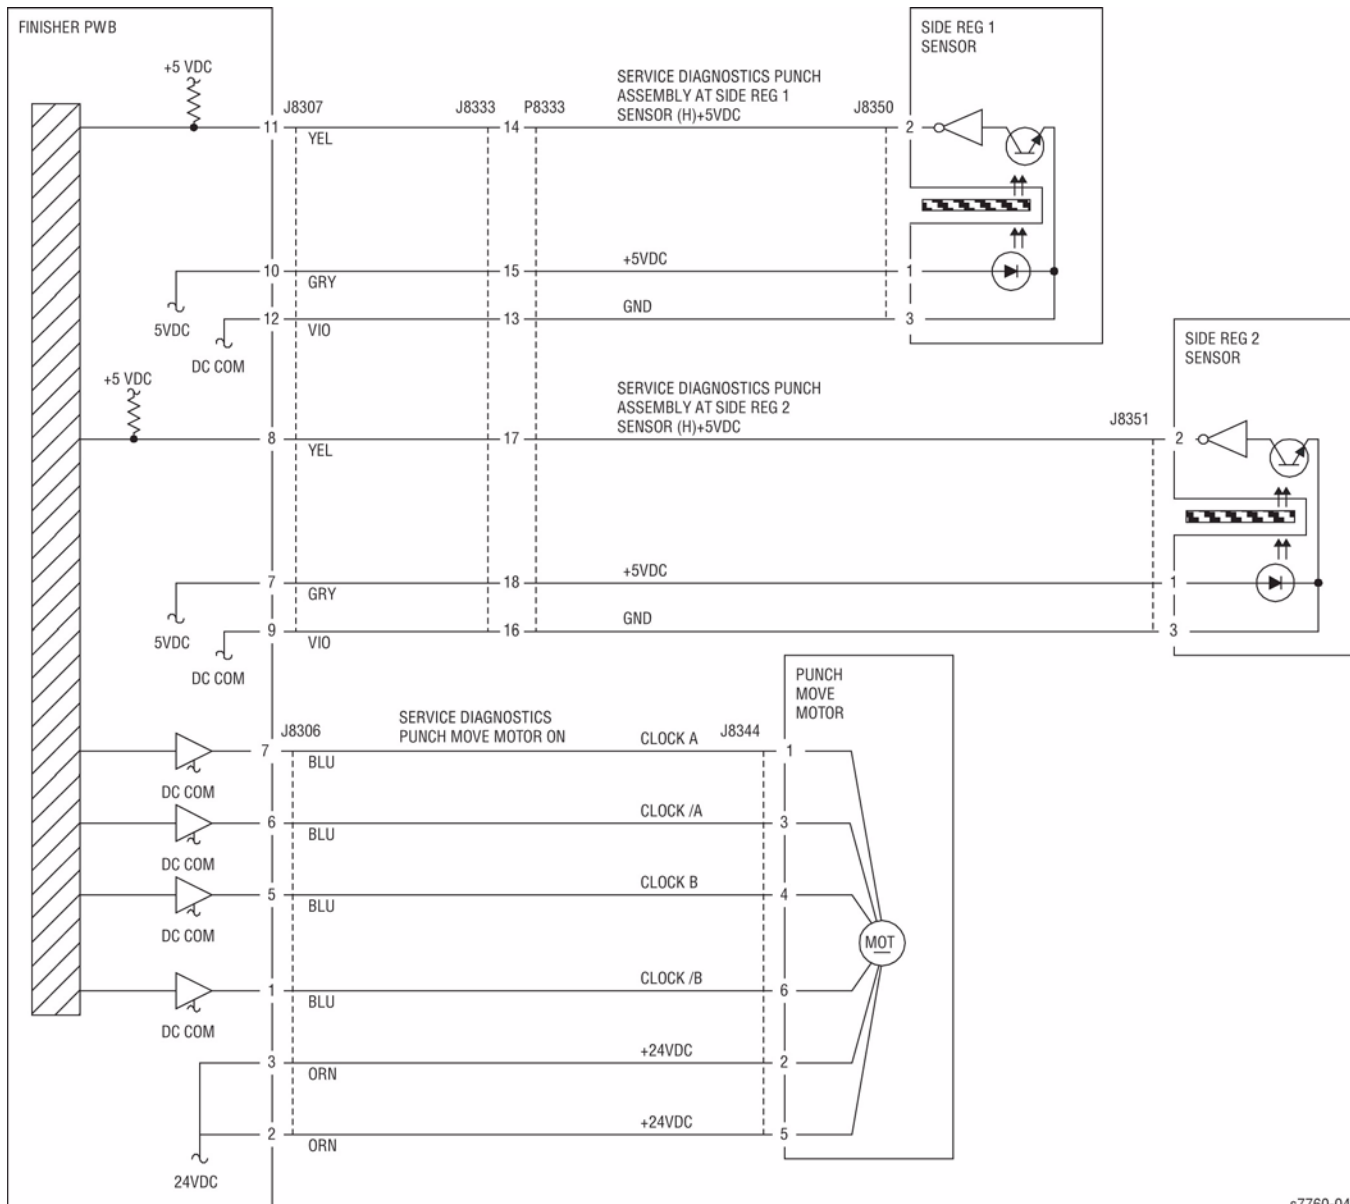 FINISHER PWB
SIDE REG 1
SENSOR
+5 VDC
SERVICE DIAGNOSTICS PUNCH
ASSEMBLY AT SIDE REG 1
SENSOR (H)+5VDC
J8307
J8333 P8333
J8350
11
YEL
14
2
10
GRY
15
+5VDC
1
5VDC
12
VIO
13
GND
3
DC COM
SIDE REG 2
SENSOR
+5 VDC
SERVICE DIAGNOSTICS PUNCH
ASSEMBLY AT SIDE REG 2
SENSOR (H)+5VDC
J8351
8
YEL
17
2
7
GRY
18
+5VDC
1
5VDC
9
VIO
16
GND
3
DC COM
PUNCH
MOVE
MOTOR
J8306
SERVICE DIAGNOSTICS
PUNCH MOVE MOTOR ON
CLOCK A
J8344
7
BLU
1
DC COM
6
BLU
CLOCK /A
3
DC COM
5
BLU
CLOCK B
4
DC COM
MOT
1
BLU
CLOCK /B
6
DC COM
3
ORN
+24VDC
2
2
ORN
+24VDC
5
24VDC